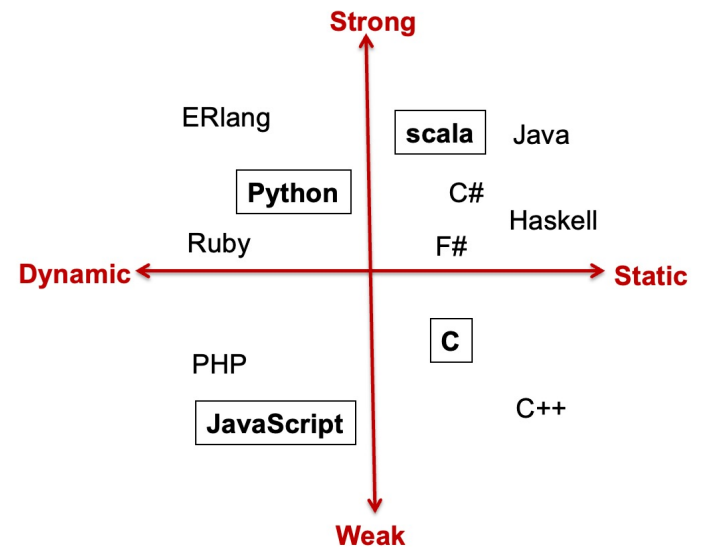 Strong
ERlang
scala
Java
Python
C#
Haskell
Ruby
F#
Dynamic
Static
C
PHP
C++
JavaScript
Weak